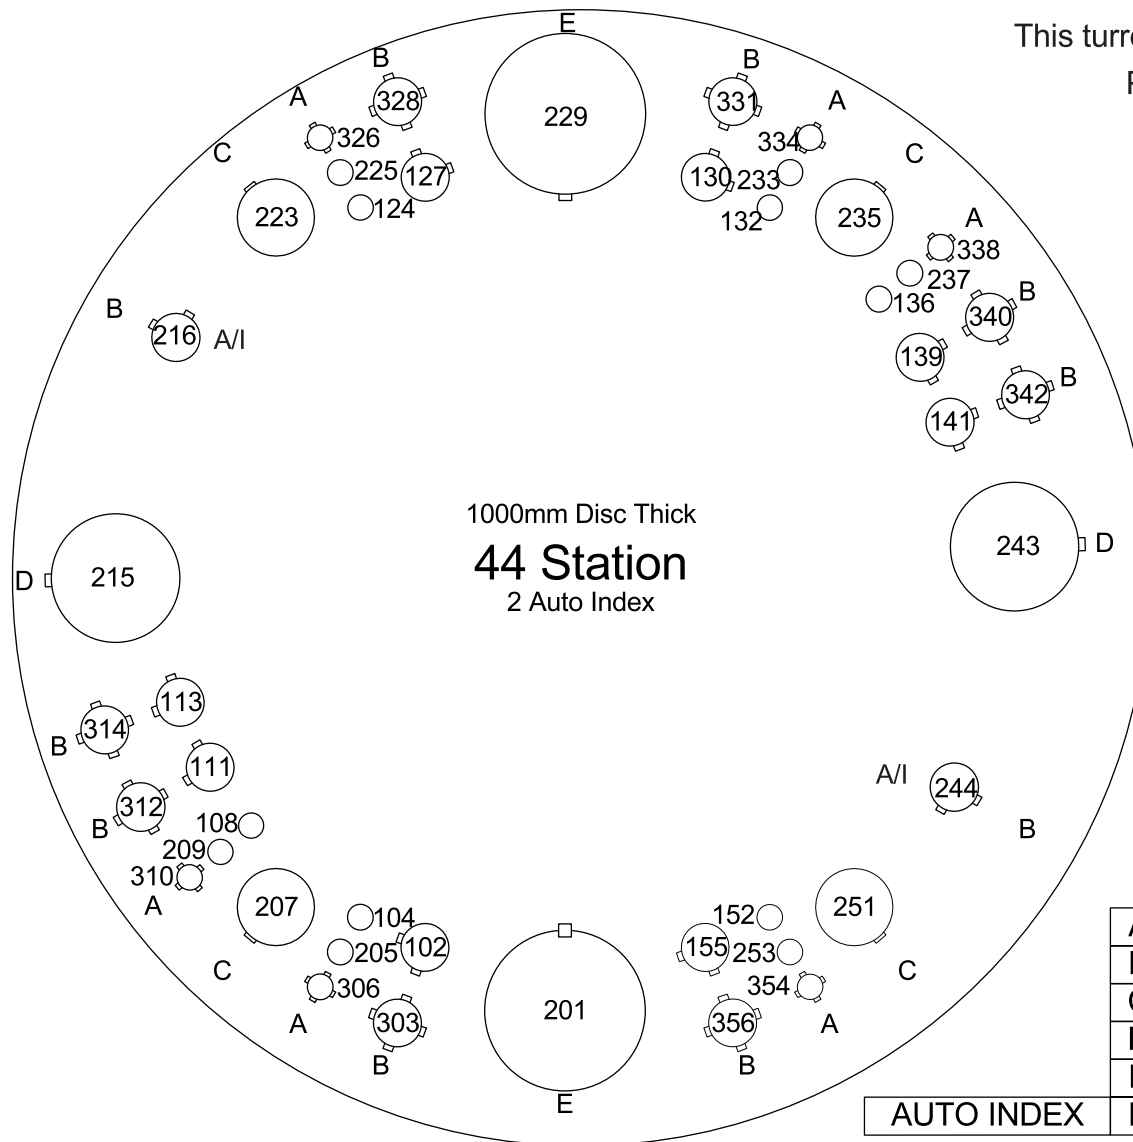 E
This turr
B
B
A
A
328
331
229
326
334
C
C
225
127
130
233
124
132
223
235
A
338
237
B
136
B
340
216
A/I
139
B
342
141
1000mm Disc Thick
44 Station
2 Auto Index
243
D
D
215
113
314
B
111
A/I
244
312
B
B
108
209
310
A
207
104
152
251
102
155
205
253
C
C
306
354
201
303
356
A
A
B
B
E
AUTO INDEX